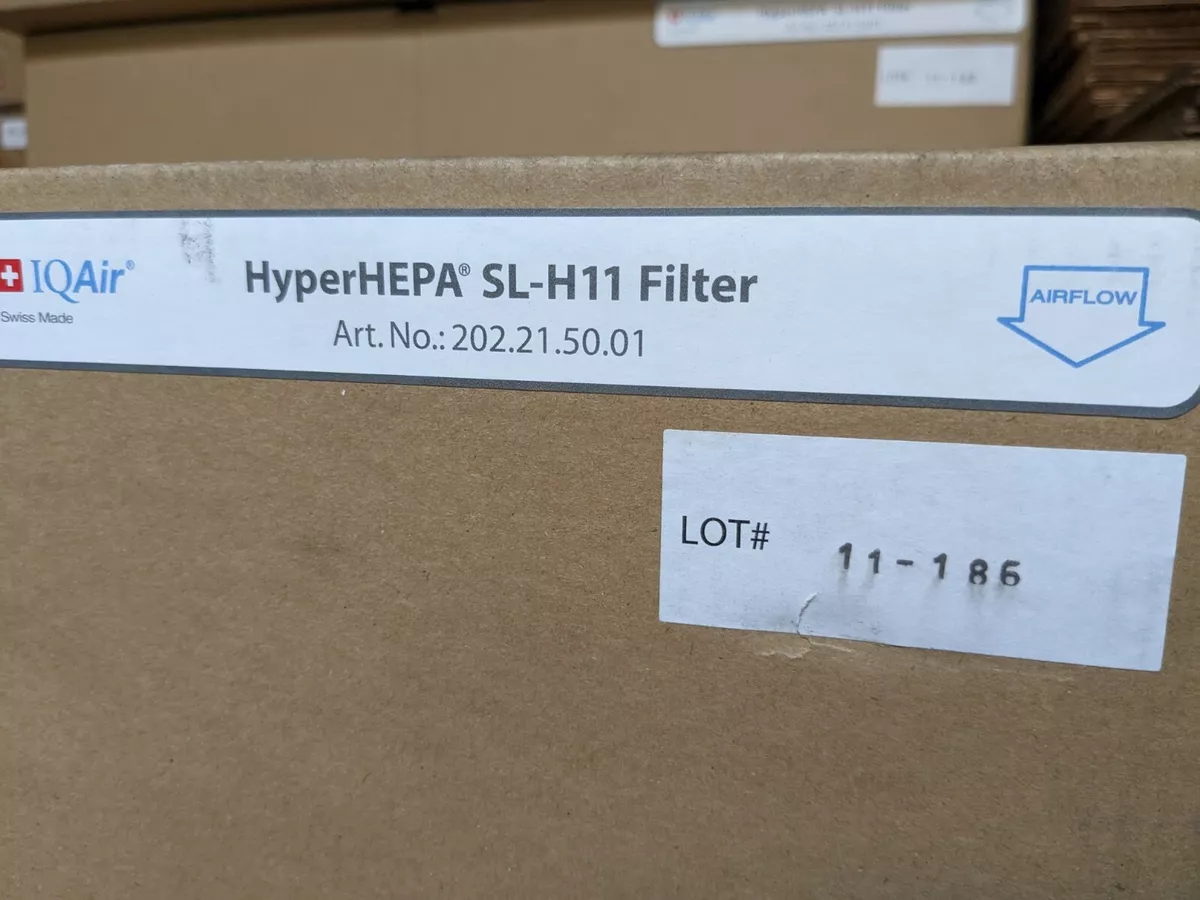 IQAir®
Swiss Made
HyperHEPA® SL-H11 Filter
Art. No.: 202.21.50.01
AIRFLOW
LOT# 11-186